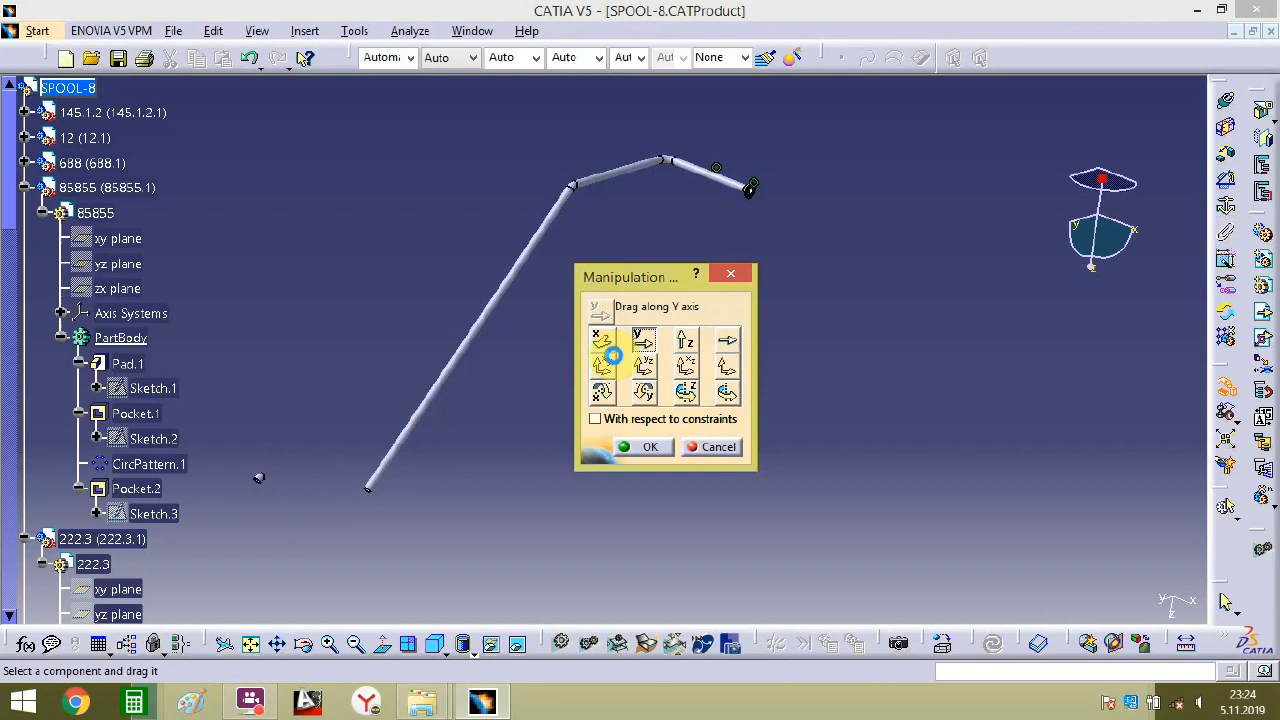 CATIA V5 - [SPOOL-8.CATProduct]
Start ENOVIA V5 VPM File Edit View Insert Tools Analyze Window Help
Automa Auto Auto Auto Aut Aut None
SPOOL-8
145.1.2 (145.1.2.1)
12 (12.1)
688 (688.1)
85855 (85855.1)
85855
xy plane
yz plane
zx plane
Axis Systems
PartBody
Pad.1
Sketch.1
Pocket.1
Sketch.2
CircPattern.1
Pocket.2
Sketch.3
222.3 (222.3.1)
222.3
xy plane
yz plane
Manipulation ... ?
Drag along Y axis
With respect to constraints
OK Cancel
y x
z
y x
z
Select a component and drag it
CATIA
23:24
5.11.2019